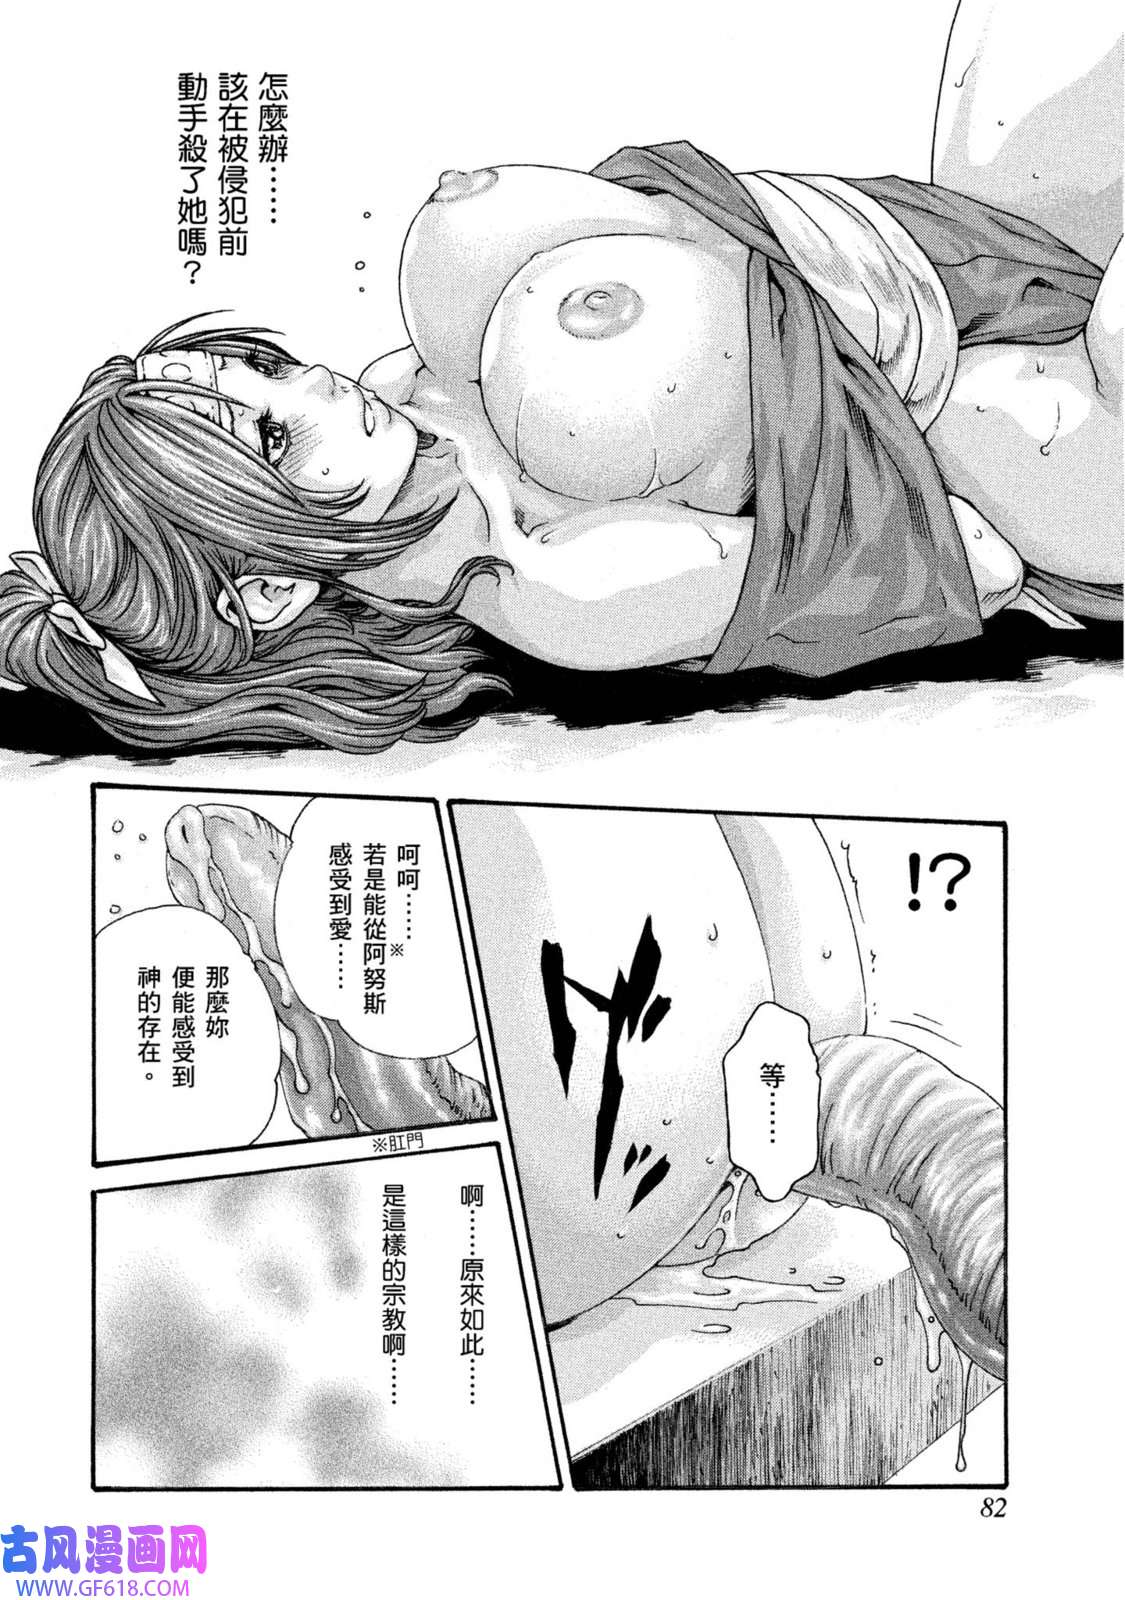 怎麼辦……
該在被侵犯前
動手殺了她嗎？
!?
等……
呵呵……
若是能從阿努斯※
感受到愛……
那麼妳
便能感受到
神的存在。
※肛門
啊……原來如此……
是這樣的宗教啊……
82
古风漫画网
WWW.GF618.COM